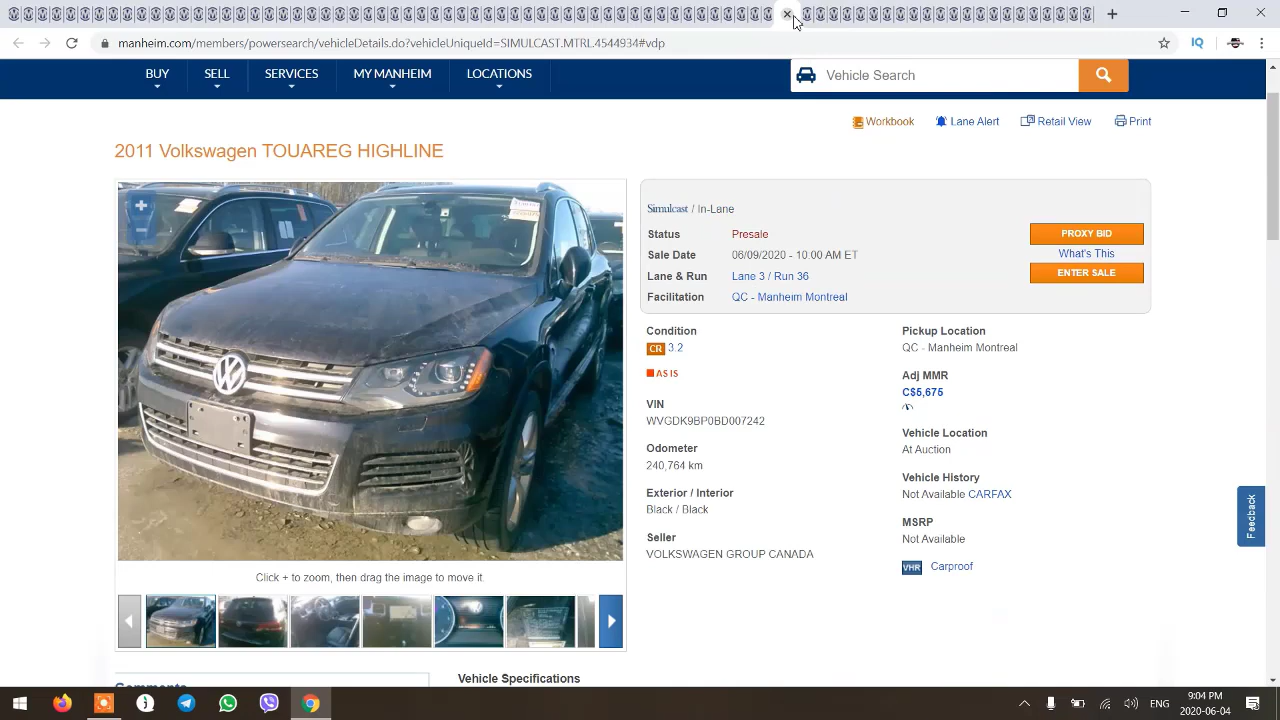 manheim.com/members/powersearch/vehicleDetails.do?vehicleUniqueId=SIMULCAST.MTRL.4544934#vdp
IQ
BUY SELL SERVICES MY MANHEIM LOCATIONS Vehicle Search
Workbook Lane Alert Retail View Print
2011 Volkswagen TOUAREG HIGHLINE
Simulcast / In-Lane
Status Presale
PROXY BID
Sale Date 06/09/2020 - 10:00 AM ET
What's This
Lane & Run Lane 3 / Run 36
ENTER SALE
Facilitation QC - Manheim Montreal
Condition
CR 3.2
AS IS
VIN
WVGDK9BP0BD007242
Odometer
240,764 km
Exterior / Interior
Black / Black
Seller
VOLKSWAGEN GROUP CANADA
Pickup Location
QC - Manheim Montreal
Adj MMR
C$5,675
Vehicle Location
At Auction
Vehicle History
Not Available CARFAX
MSRP
Not Available
VHR Carproof
Feedback
Click + to zoom, then drag the image to move it.
Comments
Vehicle Specifications
ENG
9:04 PM
2020-06-04